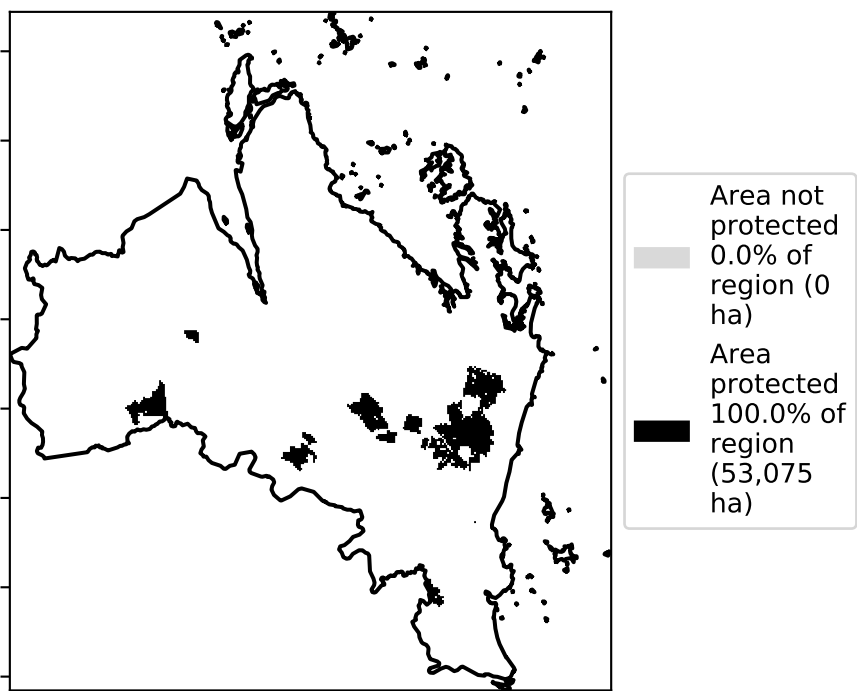 Area not
protected
0.0% of
region (0
ha)
Area
protected
100.0% of
region
(53,075
ha)